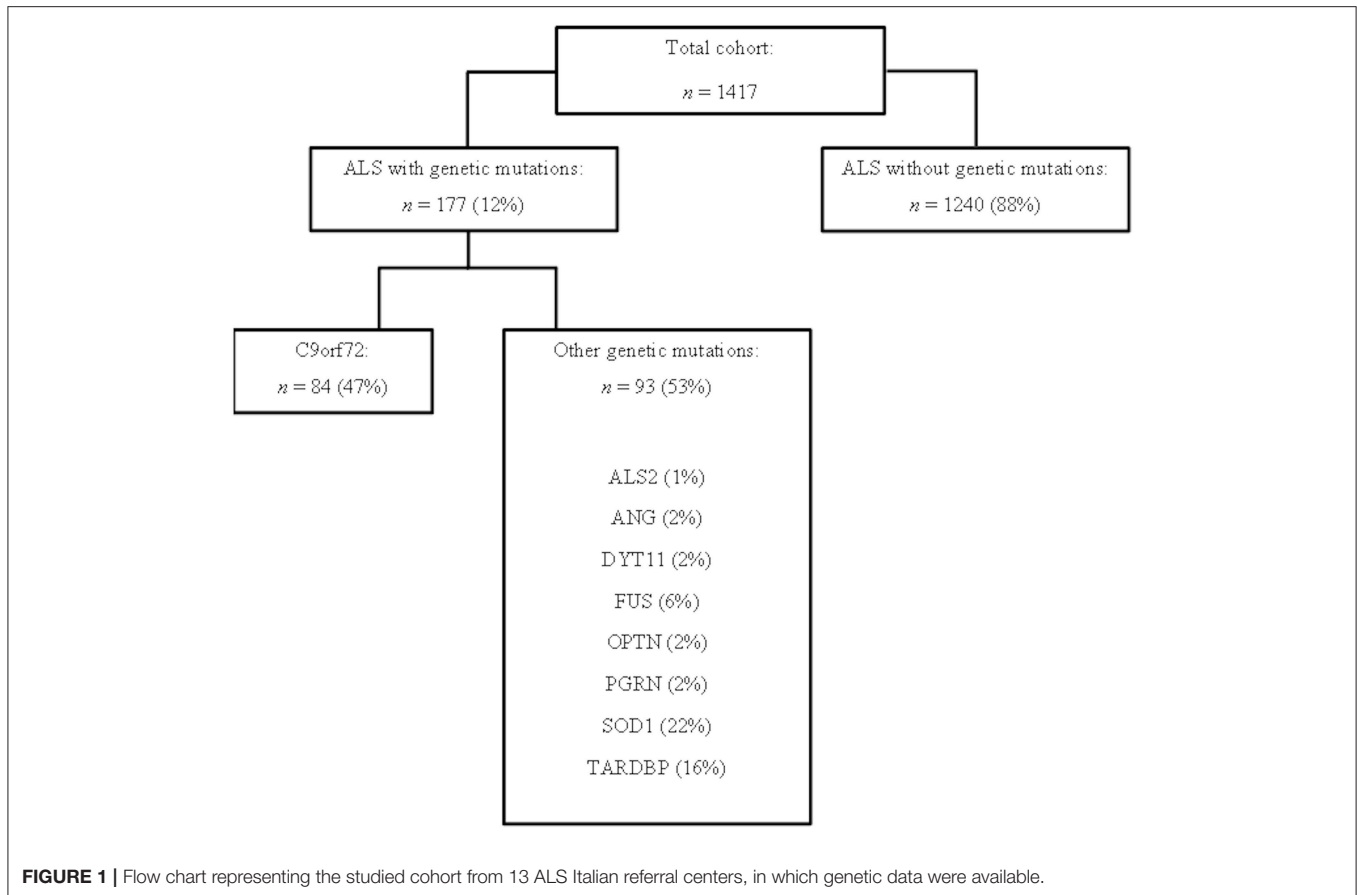 Total cohort:
n = 1417
ALS with genetic mutations:
n = 177 (12%)
ALS without genetic mutations:
n = 1240 (88%)
C9orf72:
n = 84 (47%)
Other genetic mutations:
n = 93 (53%)
ALS2 (1%)
ANG (2%)
DYT11 (2%)
FUS (6%)
OPTN (2%)
PGRN (2%)
SOD1 (22%)
TARDBP (16%)
FIGURE 1 | Flow chart representing the studied cohort from 13 ALS Italian referral centers, in which genetic data were available.